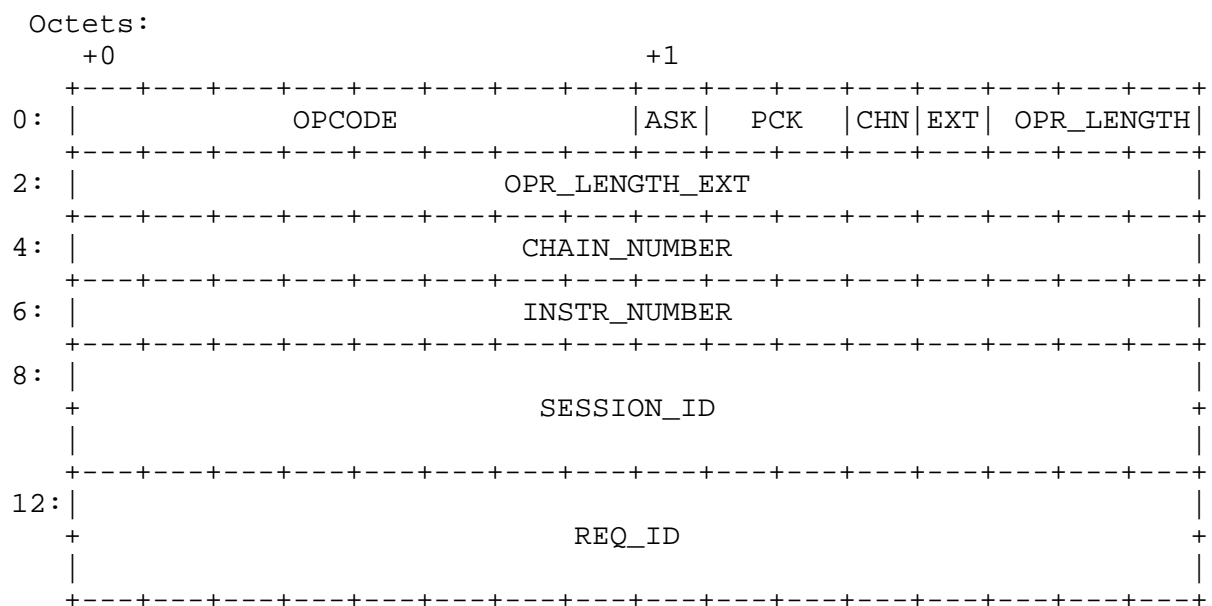 Octets:
    +0                              +1
   +---+---+---+---+---+---+---+---+---+---+---+---+---+---+---+---+
0: |            OPCODE             |ASK|  PCK  |CHN|EXT| OPR_LENGTH|
   +---+---+---+---+---+---+---+---+---+---+---+---+---+---+---+---+
2: |                        OPR_LENGTH_EXT                         |
   +---+---+---+---+---+---+---+---+---+---+---+---+---+---+---+---+
4: |                         CHAIN_NUMBER                          |
   +---+---+---+---+---+---+---+---+---+---+---+---+---+---+---+---+
6: |                         INSTR_NUMBER                          |
   +---+---+---+---+---+---+---+---+---+---+---+---+---+---+---+---+
8: |                                                               |
   +                          SESSION_ID                           +
   |                                                               |
   +---+---+---+---+---+---+---+---+---+---+---+---+---+---+---+---+
12:|                                                               |
   +                            REQ_ID                             +
   |                                                               |
   +---+---+---+---+---+---+---+---+---+---+---+---+---+---+---+---+